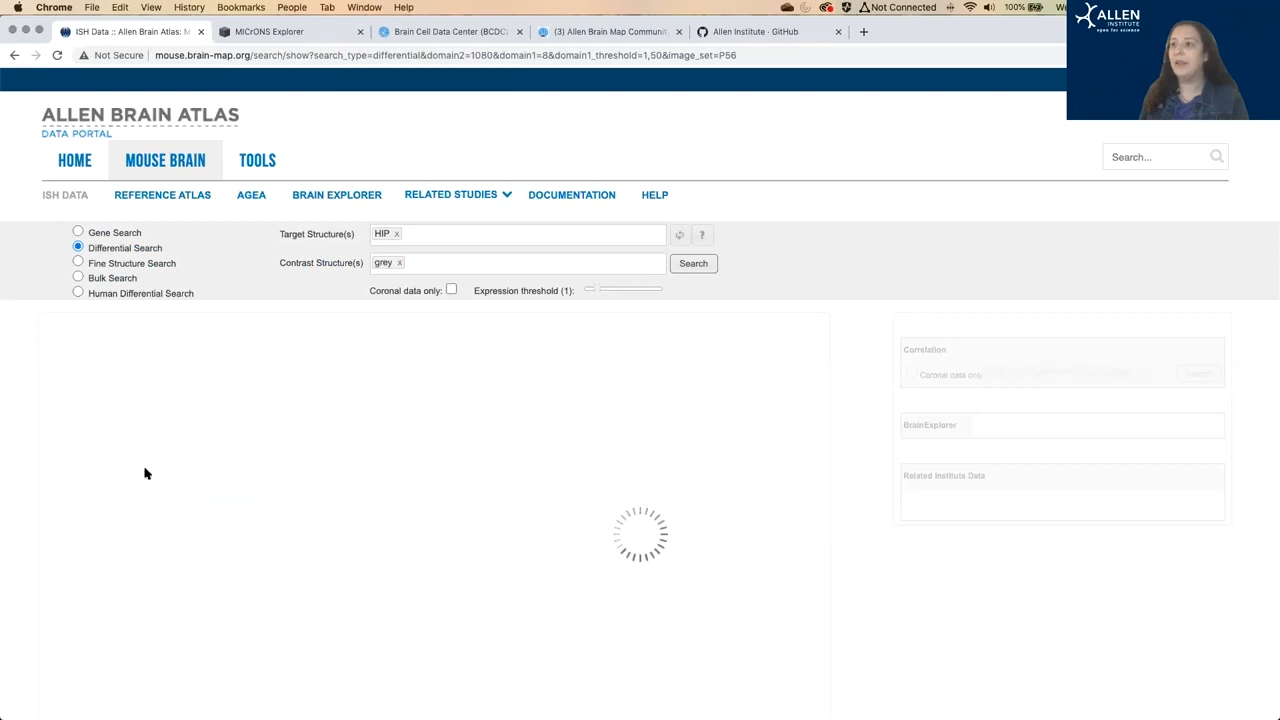 Chrome File Edit View History Bookmarks People Tab Window Help
Not Connected 100% We
ISH Data :: Allen Brain Atlas: M
MICrONS Explorer
Brain Cell Data Center (BCDC
(3) Allen Brain Map Communi
Allen Institute · GitHub
Not Secure mouse.brain-map.org/search/show?search_type=differential&domain2=1080&domain1=8&domain1_threshold=1,50&image_set=P56
ALLEN
INSTITUTE
open for science
ALLEN BRAIN ATLAS
DATA PORTAL
HOME MOUSE BRAIN TOOLS
Search...
ISH DATA REFERENCE ATLAS AGEA BRAIN EXPLORER RELATED STUDIES DOCUMENTATION HELP
Gene Search
Differential Search
Fine Structure Search
Bulk Search
Human Differential Search
Target Structure(s) HIP x ?
Contrast Structure(s) grey x Search
Coronal data only: Expression threshold (1):
Correlation
Coronal data only
BrainExplorer
Related Institute Data